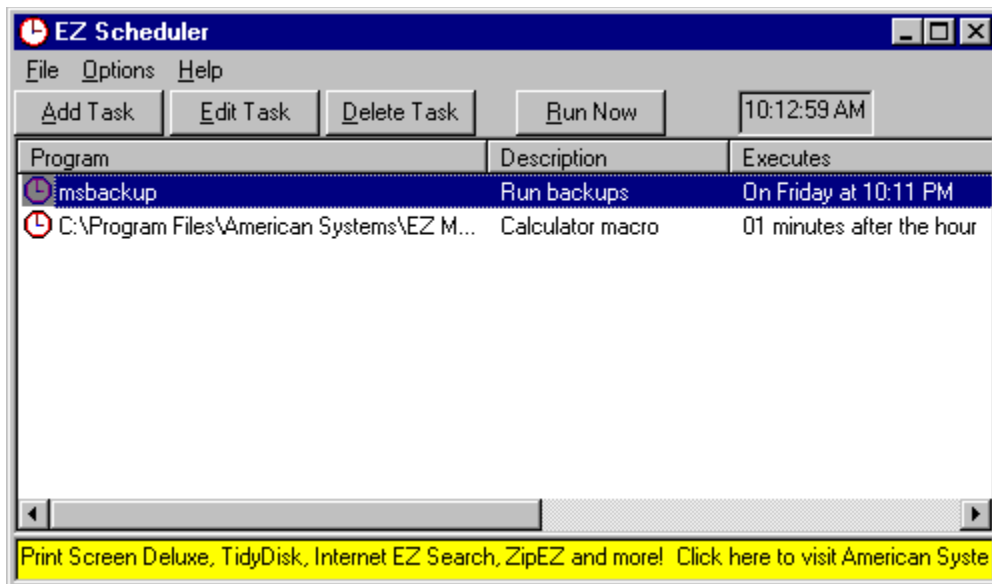 EZ Scheduler
File Options Help
Add Task Edit Task Delete Task Run Now 10:12:59 AM
Program Description Executes
msbackup Run backups On Friday at 10:11 PM
C:\Program Files\American Systems\EZ M... Calculator macro 01 minutes after the hour
Print Screen Deluxe, TidyDisk, Internet EZ Search, ZipEZ and more! Click here to visit American Syste